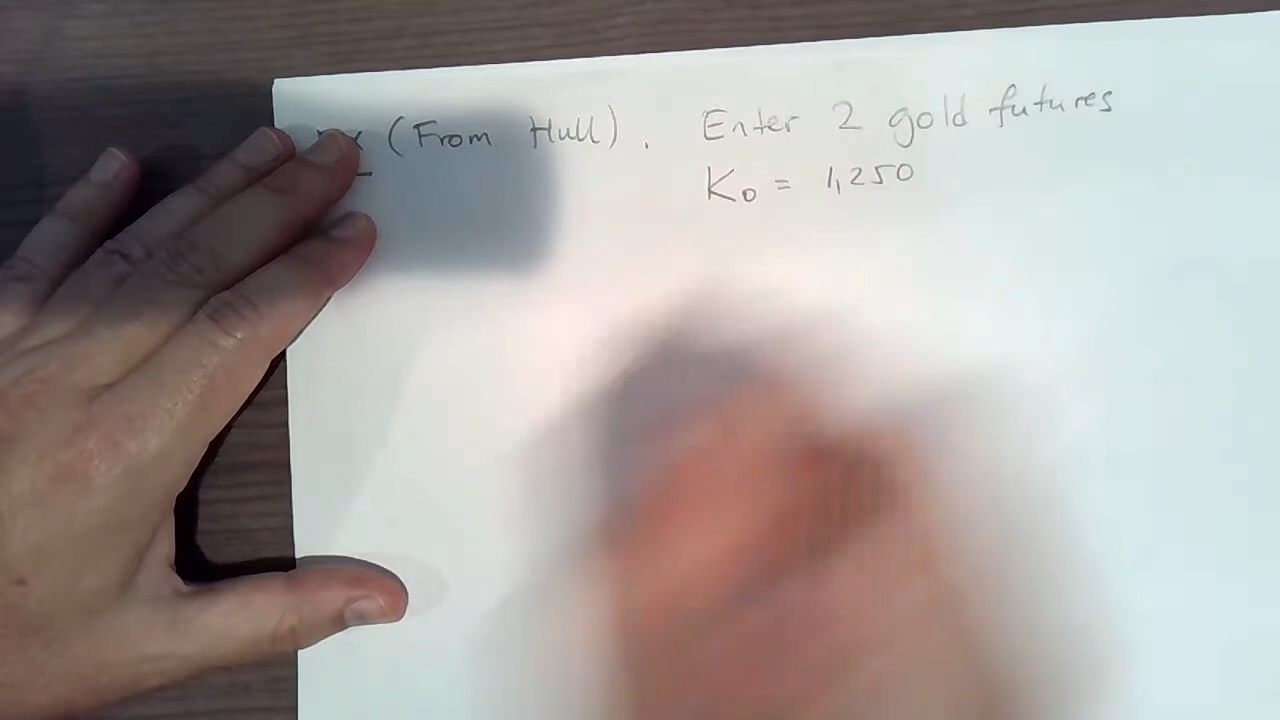 (From Hull). Enter 2 gold futures
K₀ = 1,250